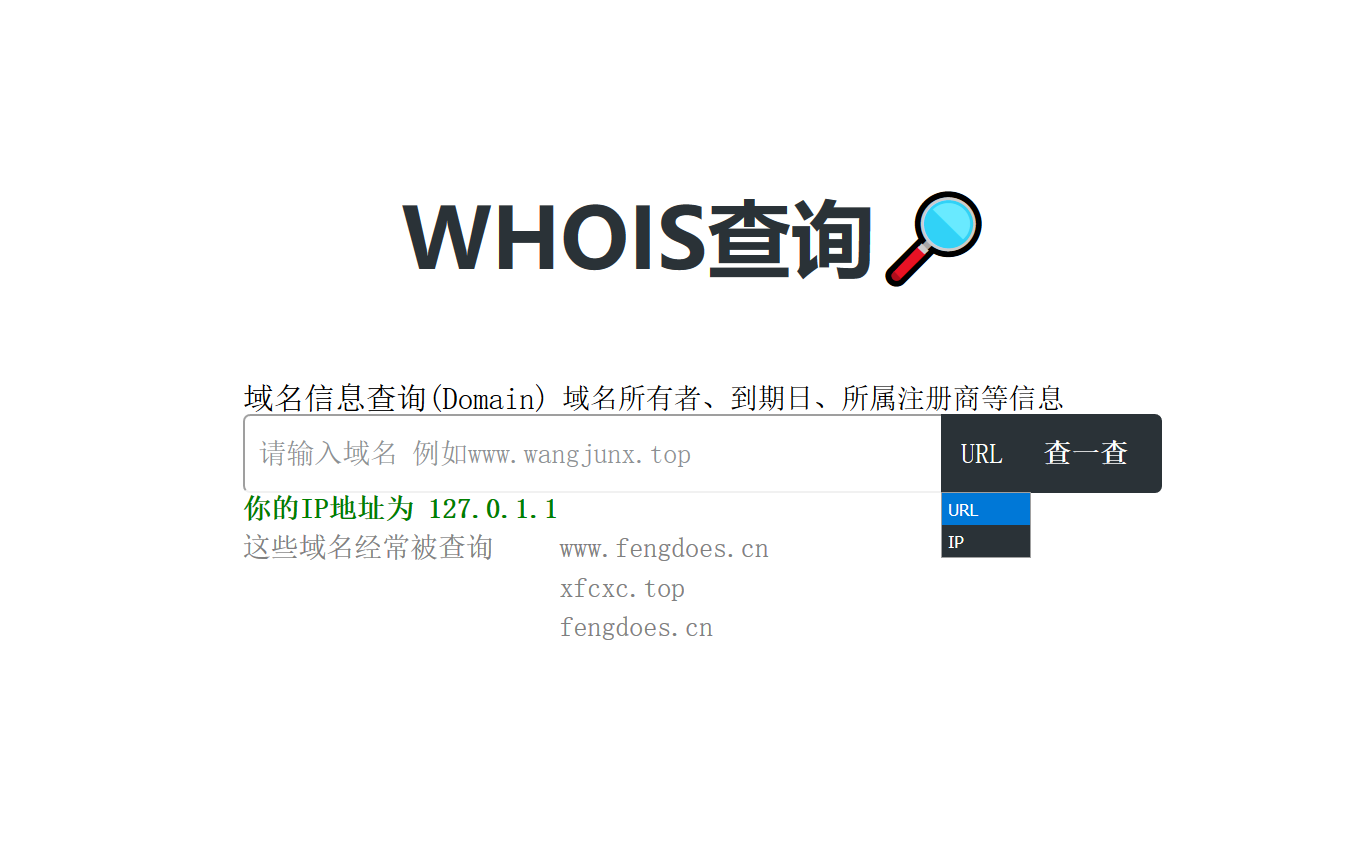 WHOIS查询
域名信息查询(Domain) 域名所有者、到期日、所属注册商等信息
请输入域名 例如www.wangjunx.top URL 查一查
URL
IP
你的IP地址为 127.0.1.1
这些域名经常被查询 www.fengdoes.cn
xfcxc.top
fengdoes.cn